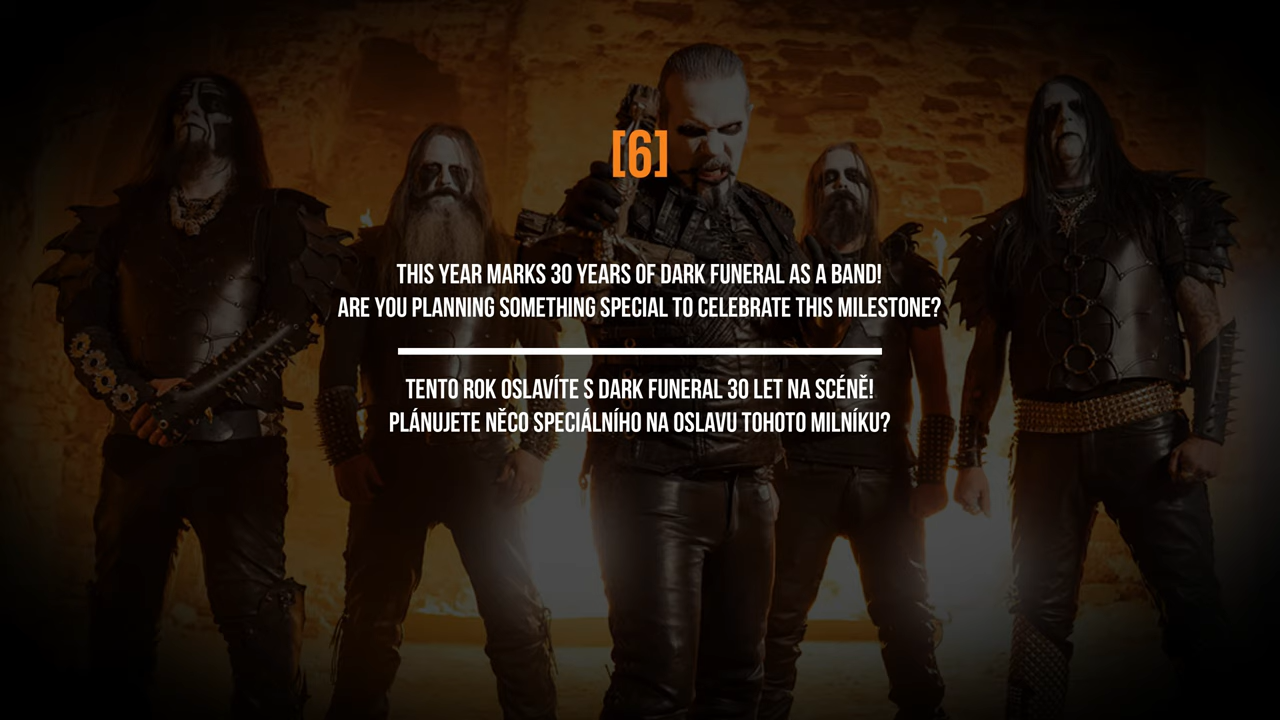 [6]
THIS YEAR MARKS 30 YEARS OF DARK FUNERAL AS A BAND!
ARE YOU PLANNING SOMETHING SPECIAL TO CELEBRATE THIS MILESTONE?
TENTO ROK OSLAVÍTE S DARK FUNERAL 30 LET NA SCÉNĚ!
PLÁNUJETE NĚCO SPECIÁLNÍHO NA OSLAVU TOHOTO MILNÍKU?